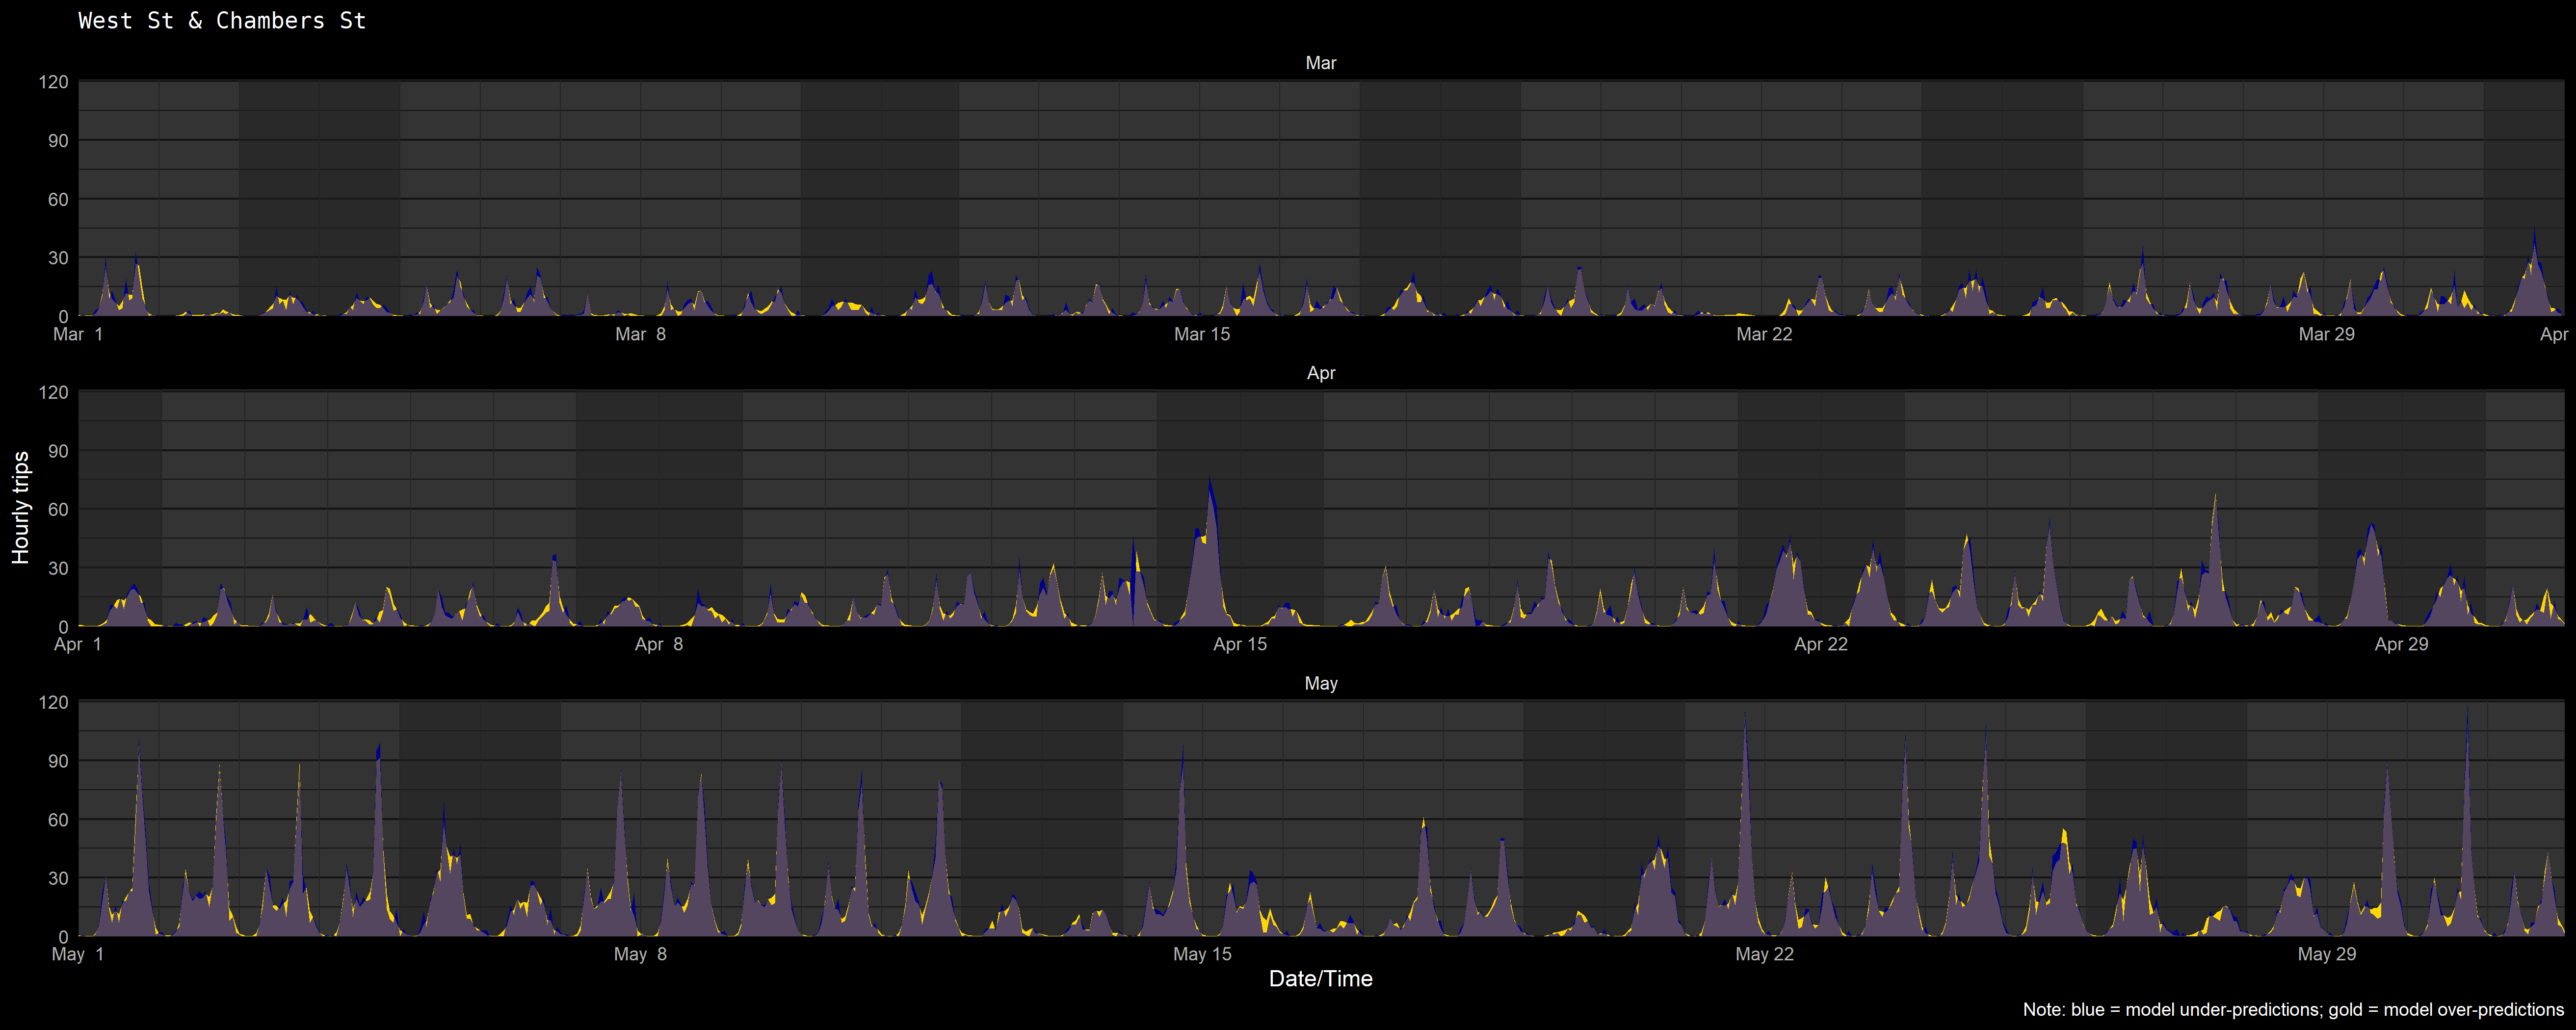 West St & Chambers St
Mar
120
90
60
30
0
Mar 1
Mar 8
Mar 15
Mar 22
Mar 29
Apr
Apr
120
90
60
30
0
Hourly trips
Apr 1
Apr 8
Apr 15
Apr 22
Apr 29
May
120
90
60
30
0
May 1
May 8
May 15
May 22
May 29
Date/Time
Note: blue = model under-predictions; gold = model over-predictions